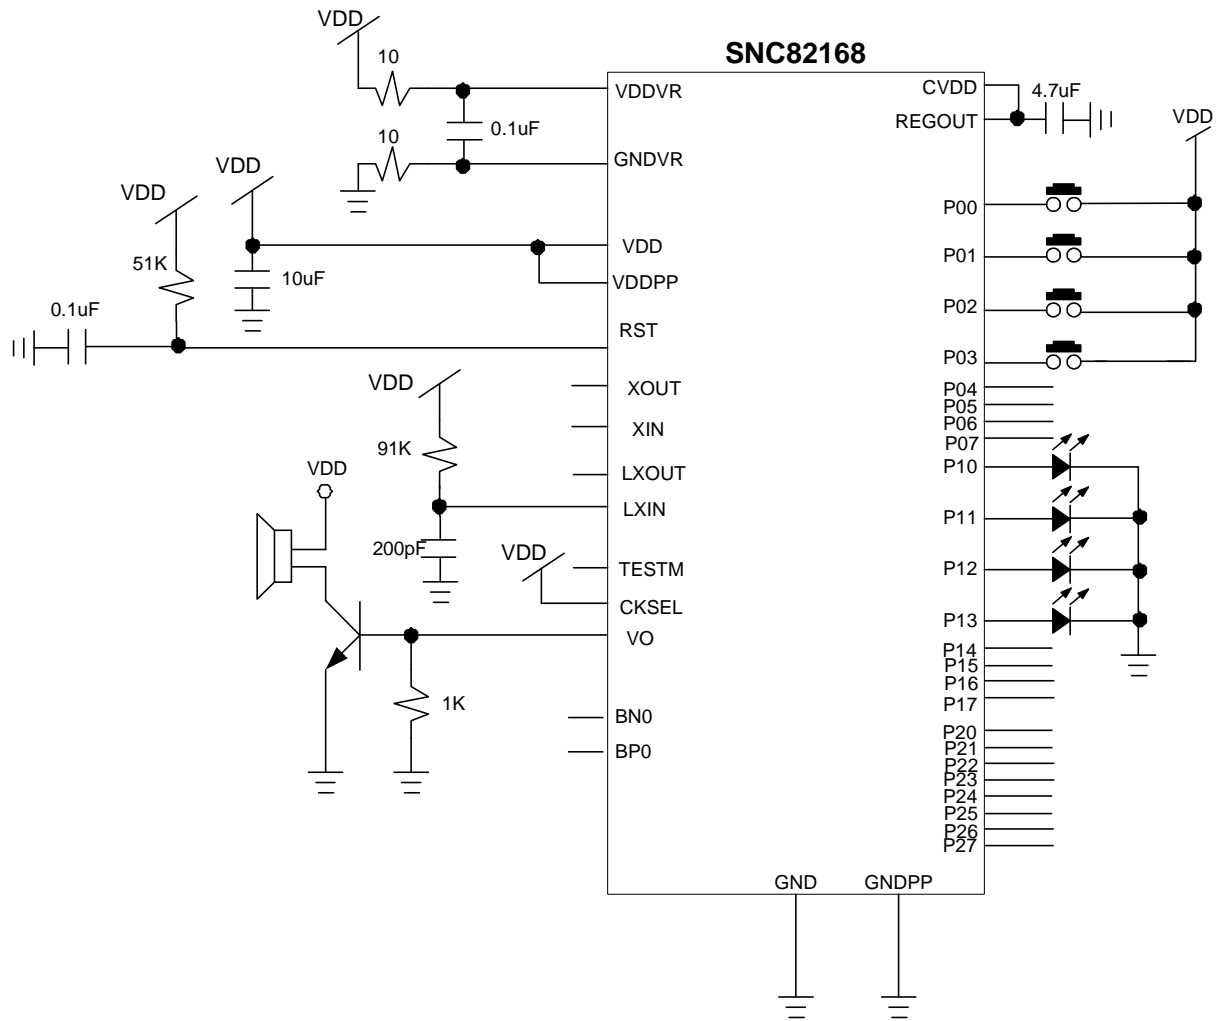 SNC82168
VDD
10
VDDVR
0.1uF
10
GNDVR
VDD
VDD
VDD
51K
10uF
VDDPP
0.1uF
RST
VDD
XOUT
91K
XIN
VDD
LXOUT
LXIN
200pF
VDD
TESTM
CKSEL
VO
1K
BN0
BP0
CVDD
4.7uF
REGOUT
VDD
P00
P01
P02
P03
P04
P05
P06
P07
P10
P11
P12
P13
P14
P15
P16
P17
P20
P21
P22
P23
P24
P25
P26
P27
GND
GNDPP